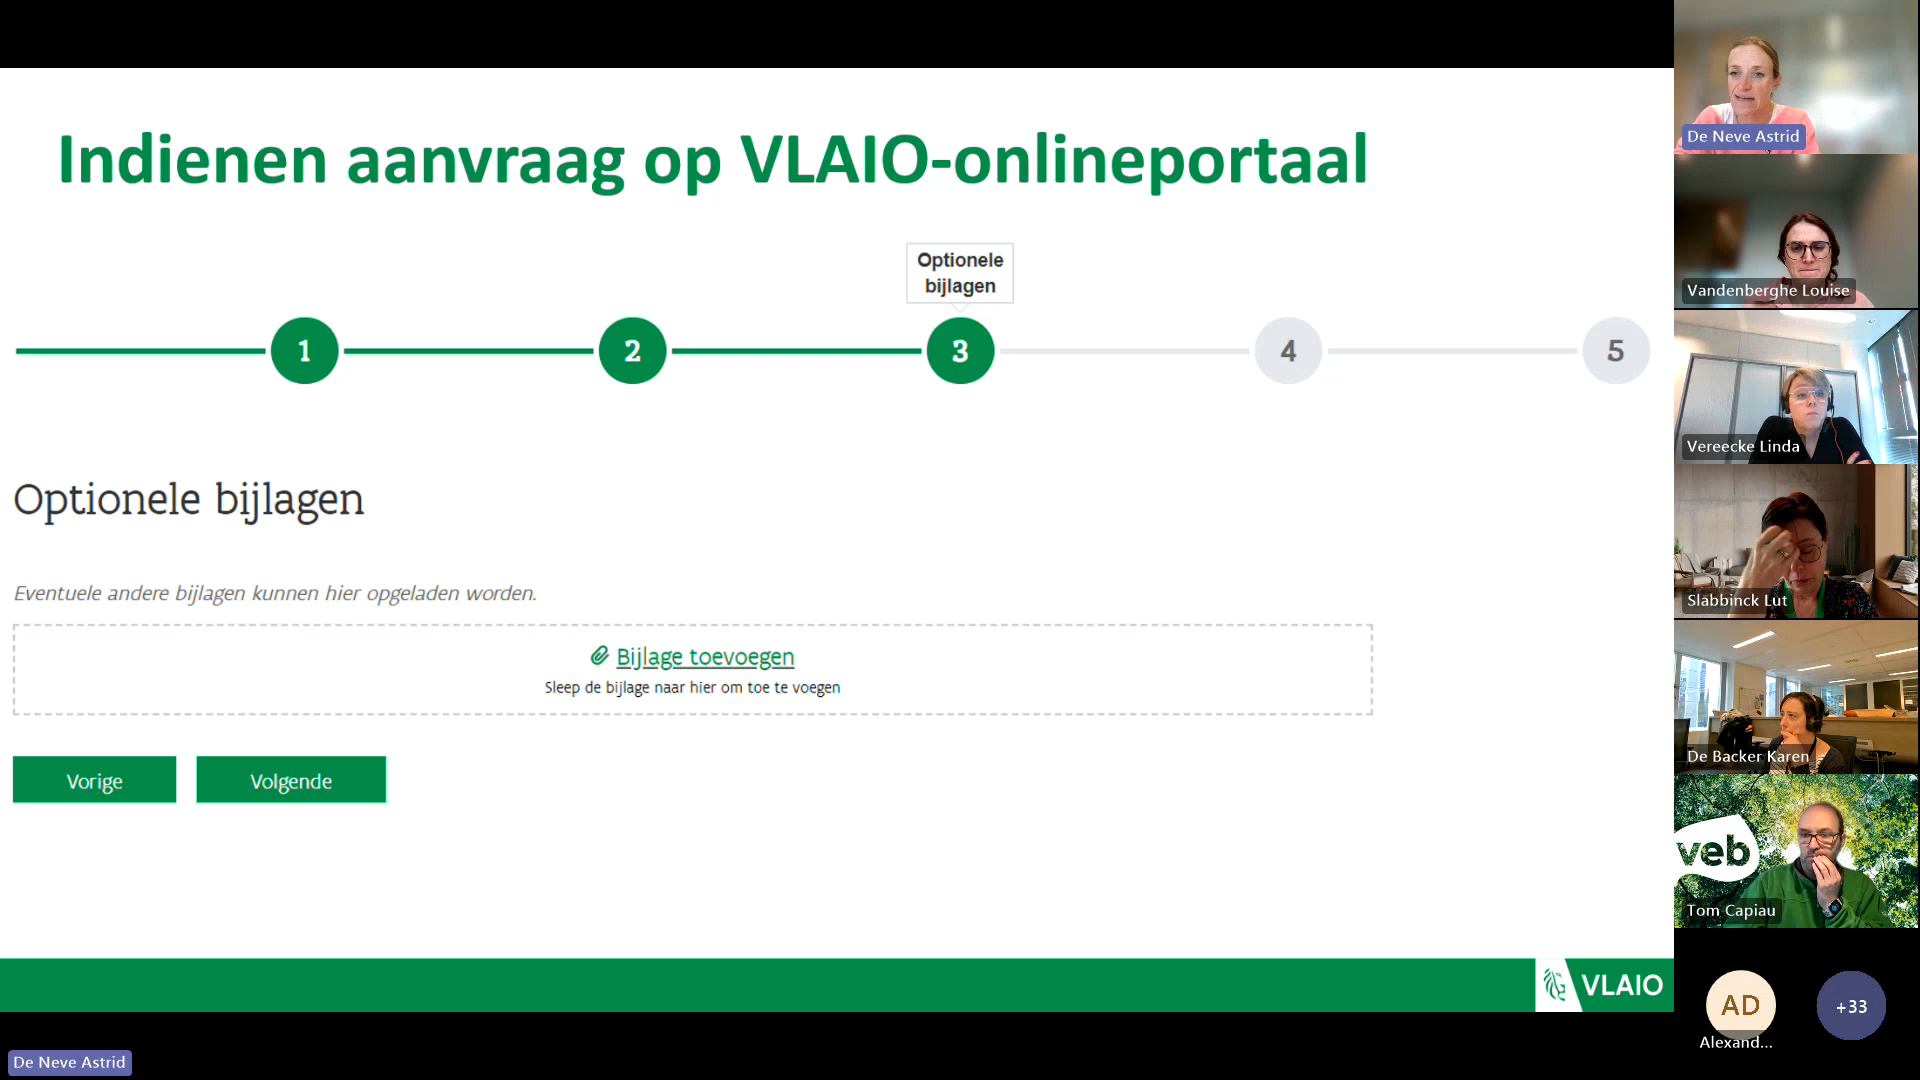 Indienen aanvraag op VLAIO-onlineportaal
Optionele
bijlagen
1
2
3
4
5
Optionele bijlagen
Eventuele andere bijlagen kunnen hier opgeladen worden.
Bijlage toevoegen
Sleep de bijlage naar hier om toe te voegen
Vorige
Volgende
VLAIO
De Neve Astrid
De Neve Astrid
Vandenberghe Louise
Vereecke Linda
Slabbinck Lut
De Backer Karen
veb
Tom Capiau
AD
+33
Alexand...